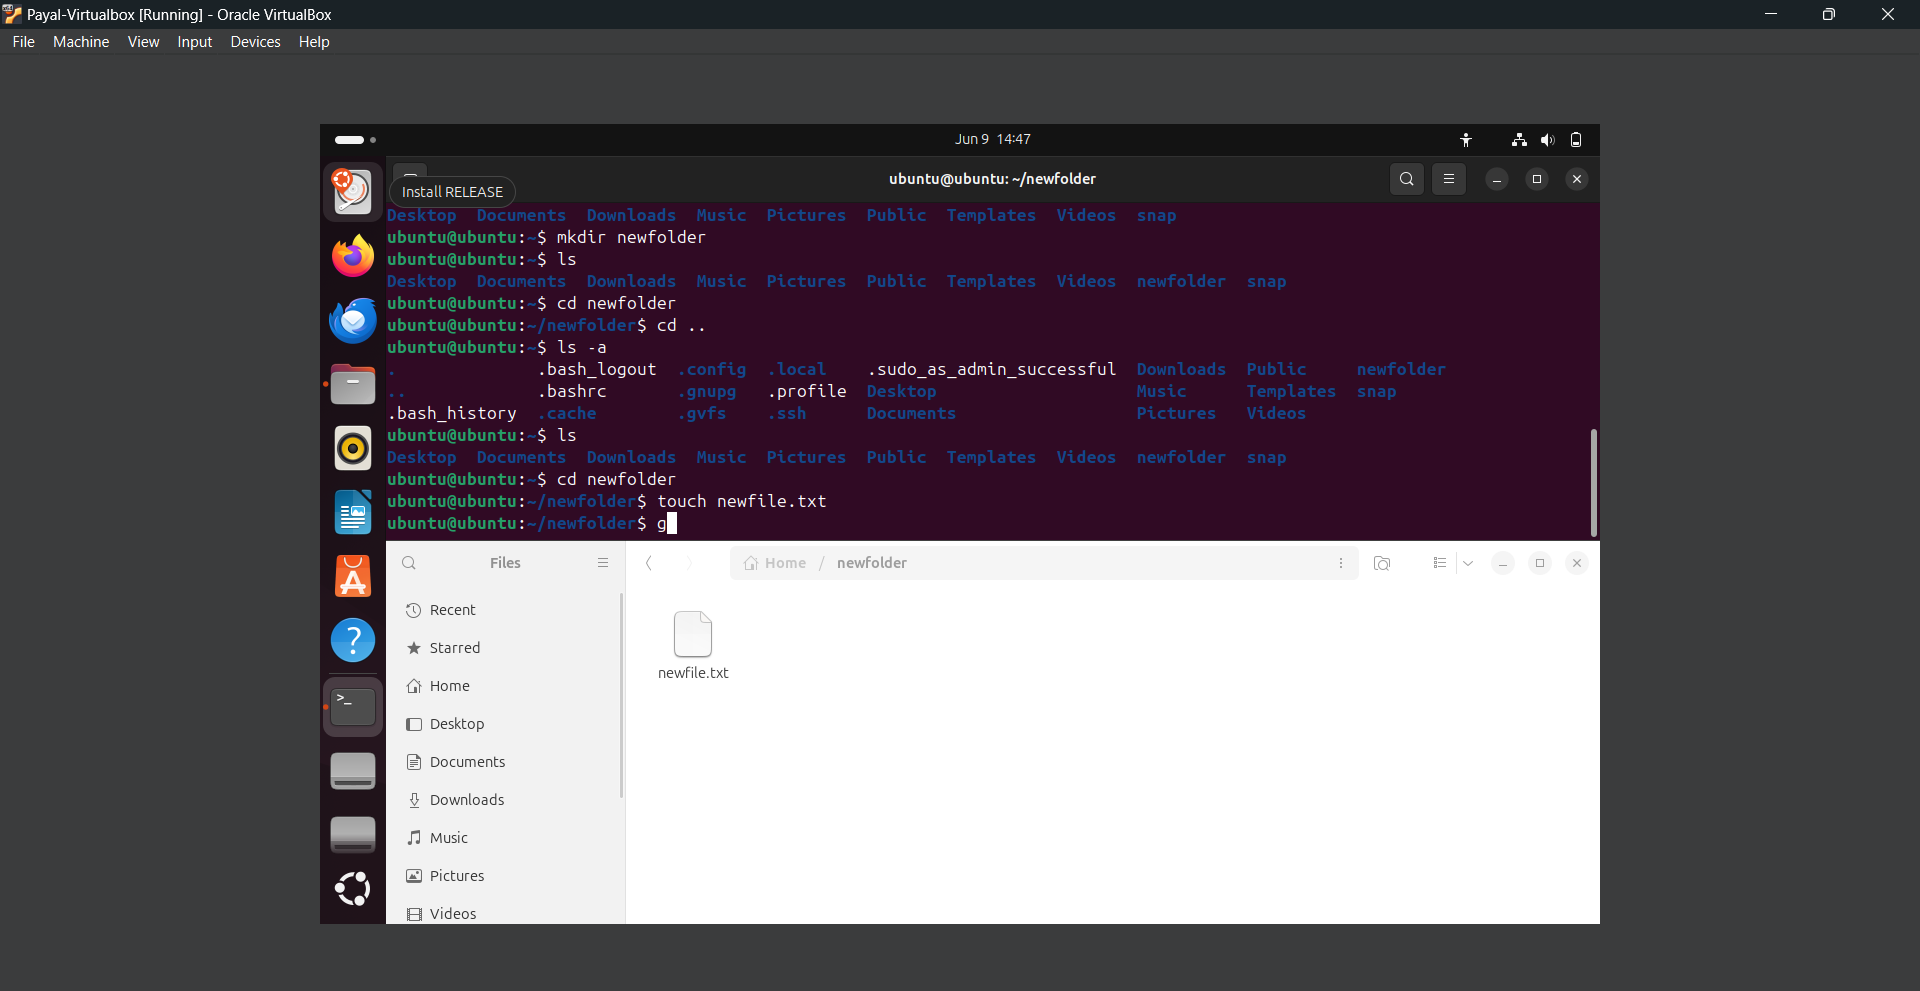 Payal-Virtualbox [Running] - Oracle VirtualBox
File Machine View Input Devices Help
Jun 9 14:47
Install RELEASE
ubuntu@ubuntu: ~/newfolder
Desktop Documents Downloads Music Pictures Public Templates Videos snap
ubuntu@ubuntu:~$ mkdir newfolder
ubuntu@ubuntu:~$ ls
Desktop Documents Downloads Music Pictures Public Templates Videos newfolder snap
ubuntu@ubuntu:~$ cd newfolder
ubuntu@ubuntu:~/newfolder$ cd ..
ubuntu@ubuntu:~$ ls -a
. .bash_logout .config .local .sudo_as_admin_successful Downloads Public newfolder
.. .bashrc .gnupg .profile Desktop Music Templates snap
.bash_history .cache .gvfs .ssh Documents Pictures Videos
ubuntu@ubuntu:~$ ls
Desktop Documents Downloads Music Pictures Public Templates Videos newfolder snap
ubuntu@ubuntu:~$ cd newfolder
ubuntu@ubuntu:~/newfolder$ touch newfile.txt
ubuntu@ubuntu:~/newfolder$ g
Files
Home / newfolder
Recent
Starred
Home
Desktop
Documents
Downloads
Music
Pictures
Videos
newfile.txt